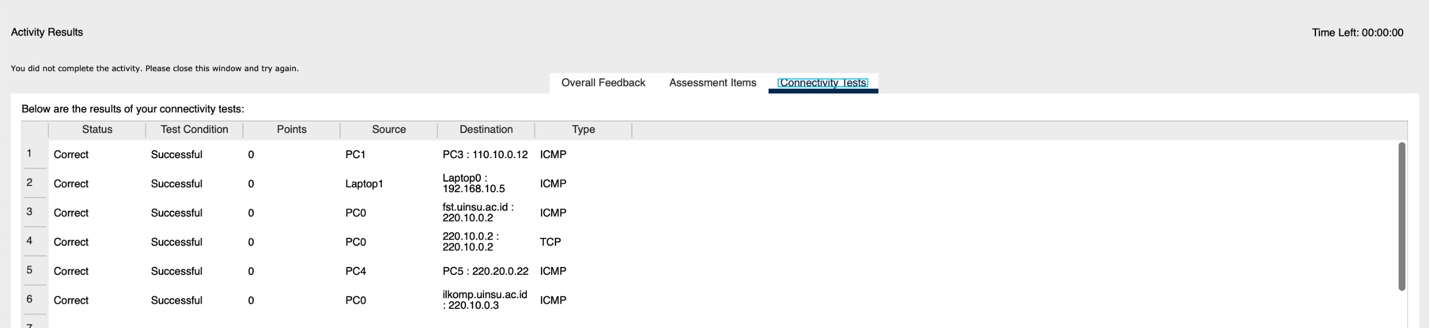 Activity Results
Time Left: 00:00:00
You did not complete the activity. Please close this window and try again.
Overall Feedback Assessment Items Connectivity Tests
Below are the results of your connectivity tests:
Status Test Condition Points Source Destination Type
1 Correct Successful 0 PC1 PC3 : 110.10.0.12 ICMP
2 Correct Successful 0 Laptop1 Laptop0 :
192.168.10.5 ICMP
3 Correct Successful 0 PC0 fst.uinsu.ac.id :
220.10.0.2 ICMP
4 Correct Successful 0 PC0 220.10.0.2 :
220.10.0.2 TCP
5 Correct Successful 0 PC4 PC5 : 220.20.0.22 ICMP
6 Correct Successful 0 PC0 ilkomp.uinsu.ac.id
: 220.10.0.3 ICMP